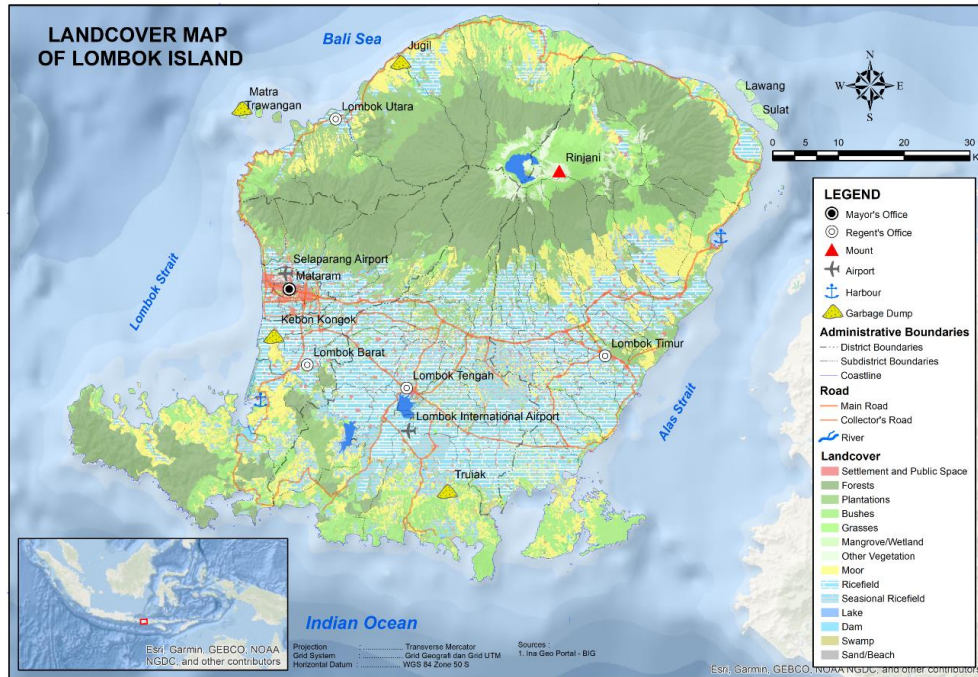 LANDCOVER MAP
OF LOMBOK ISLAND
Bali Sea
Jugil
Matra
Trawangan
Lombok Utara
Lawang
Sulat
N
W
E
S
0
5
10
20
30
K
Rinjani
Selaparang Airport
Mataram
Lombok Strait
Kebon Kongok
Lombok Barat
Lombok Timur
Lombok Tengah
Lombok International Airport
Alas Strait
Truiak
Indian Ocean
LEGEND
Mayor's Office
Regent's Office
Mount
Airport
Harbour
Garbage Dump
Administrative Boundaries
District Boundaries
Subdistrict Boundaries
Coastline
Road
Main Road
Collector's Road
River
Landcover
Settlement and Public Space
Forests
Plantations
Bushes
Grasses
Mangrove/Wetland
Other Vegetation
Moor
Ricefield
Seasonal Ricefield
Lake
Dam
Swamp
Sand/Beach
Esri, Garmin, GEBCO, NOAA
NGDC, and other contributors
Projection : .................. Transverse Mercator
Grid System : .................. Grid Geografi dan Grid UTM
Horizontal Datum : .................. WGS 84 Zone 50 S
Sources :
1. Ina Geo Portal - BIG
Esri, Garmin, GEBCO, NOAA NGDC, and other contributors